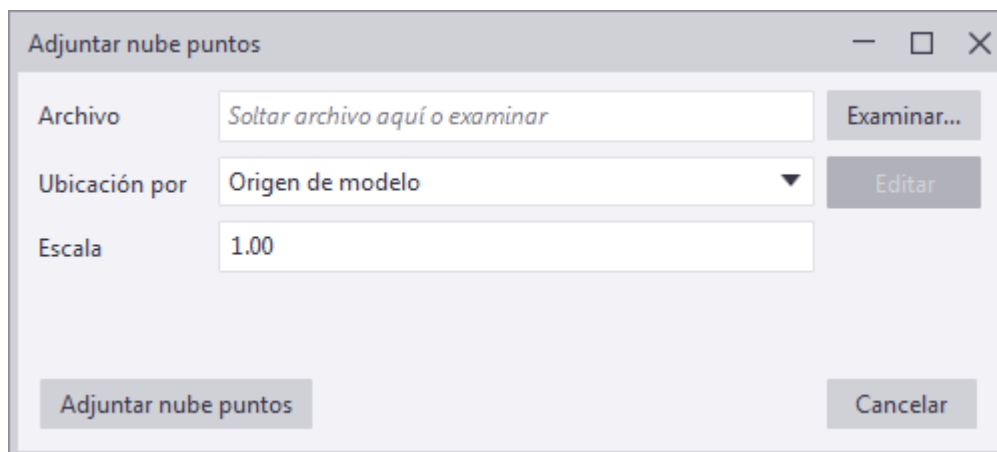 Adjuntar nube puntos
Archivo Soltar archivo aquí o examinar Examinar...
Ubicación por Origen de modelo Editar
Escala 1.00
Adjuntar nube puntos Cancelar